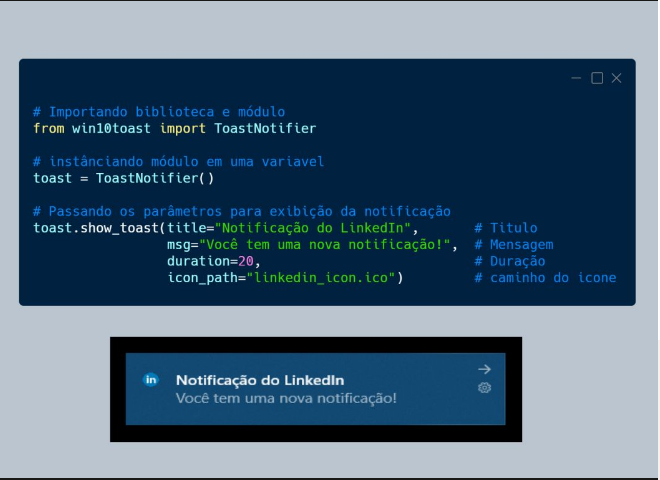 # Importando biblioteca e módulo
from win10toast import ToastNotifier
# instânciando módulo em uma variavel
toast = ToastNotifier()
# Passando os parâmetros para exibição da notificação
toast.show_toast(title="Notificação do LinkedIn", # Titulo
msg="Você tem uma nova notificação!", # Mensagem
duration=20, # Duração
icon_path="linkedin_icon.ico") # caminho do icone
in
Notificação do LinkedIn
Você tem uma nova notificação!